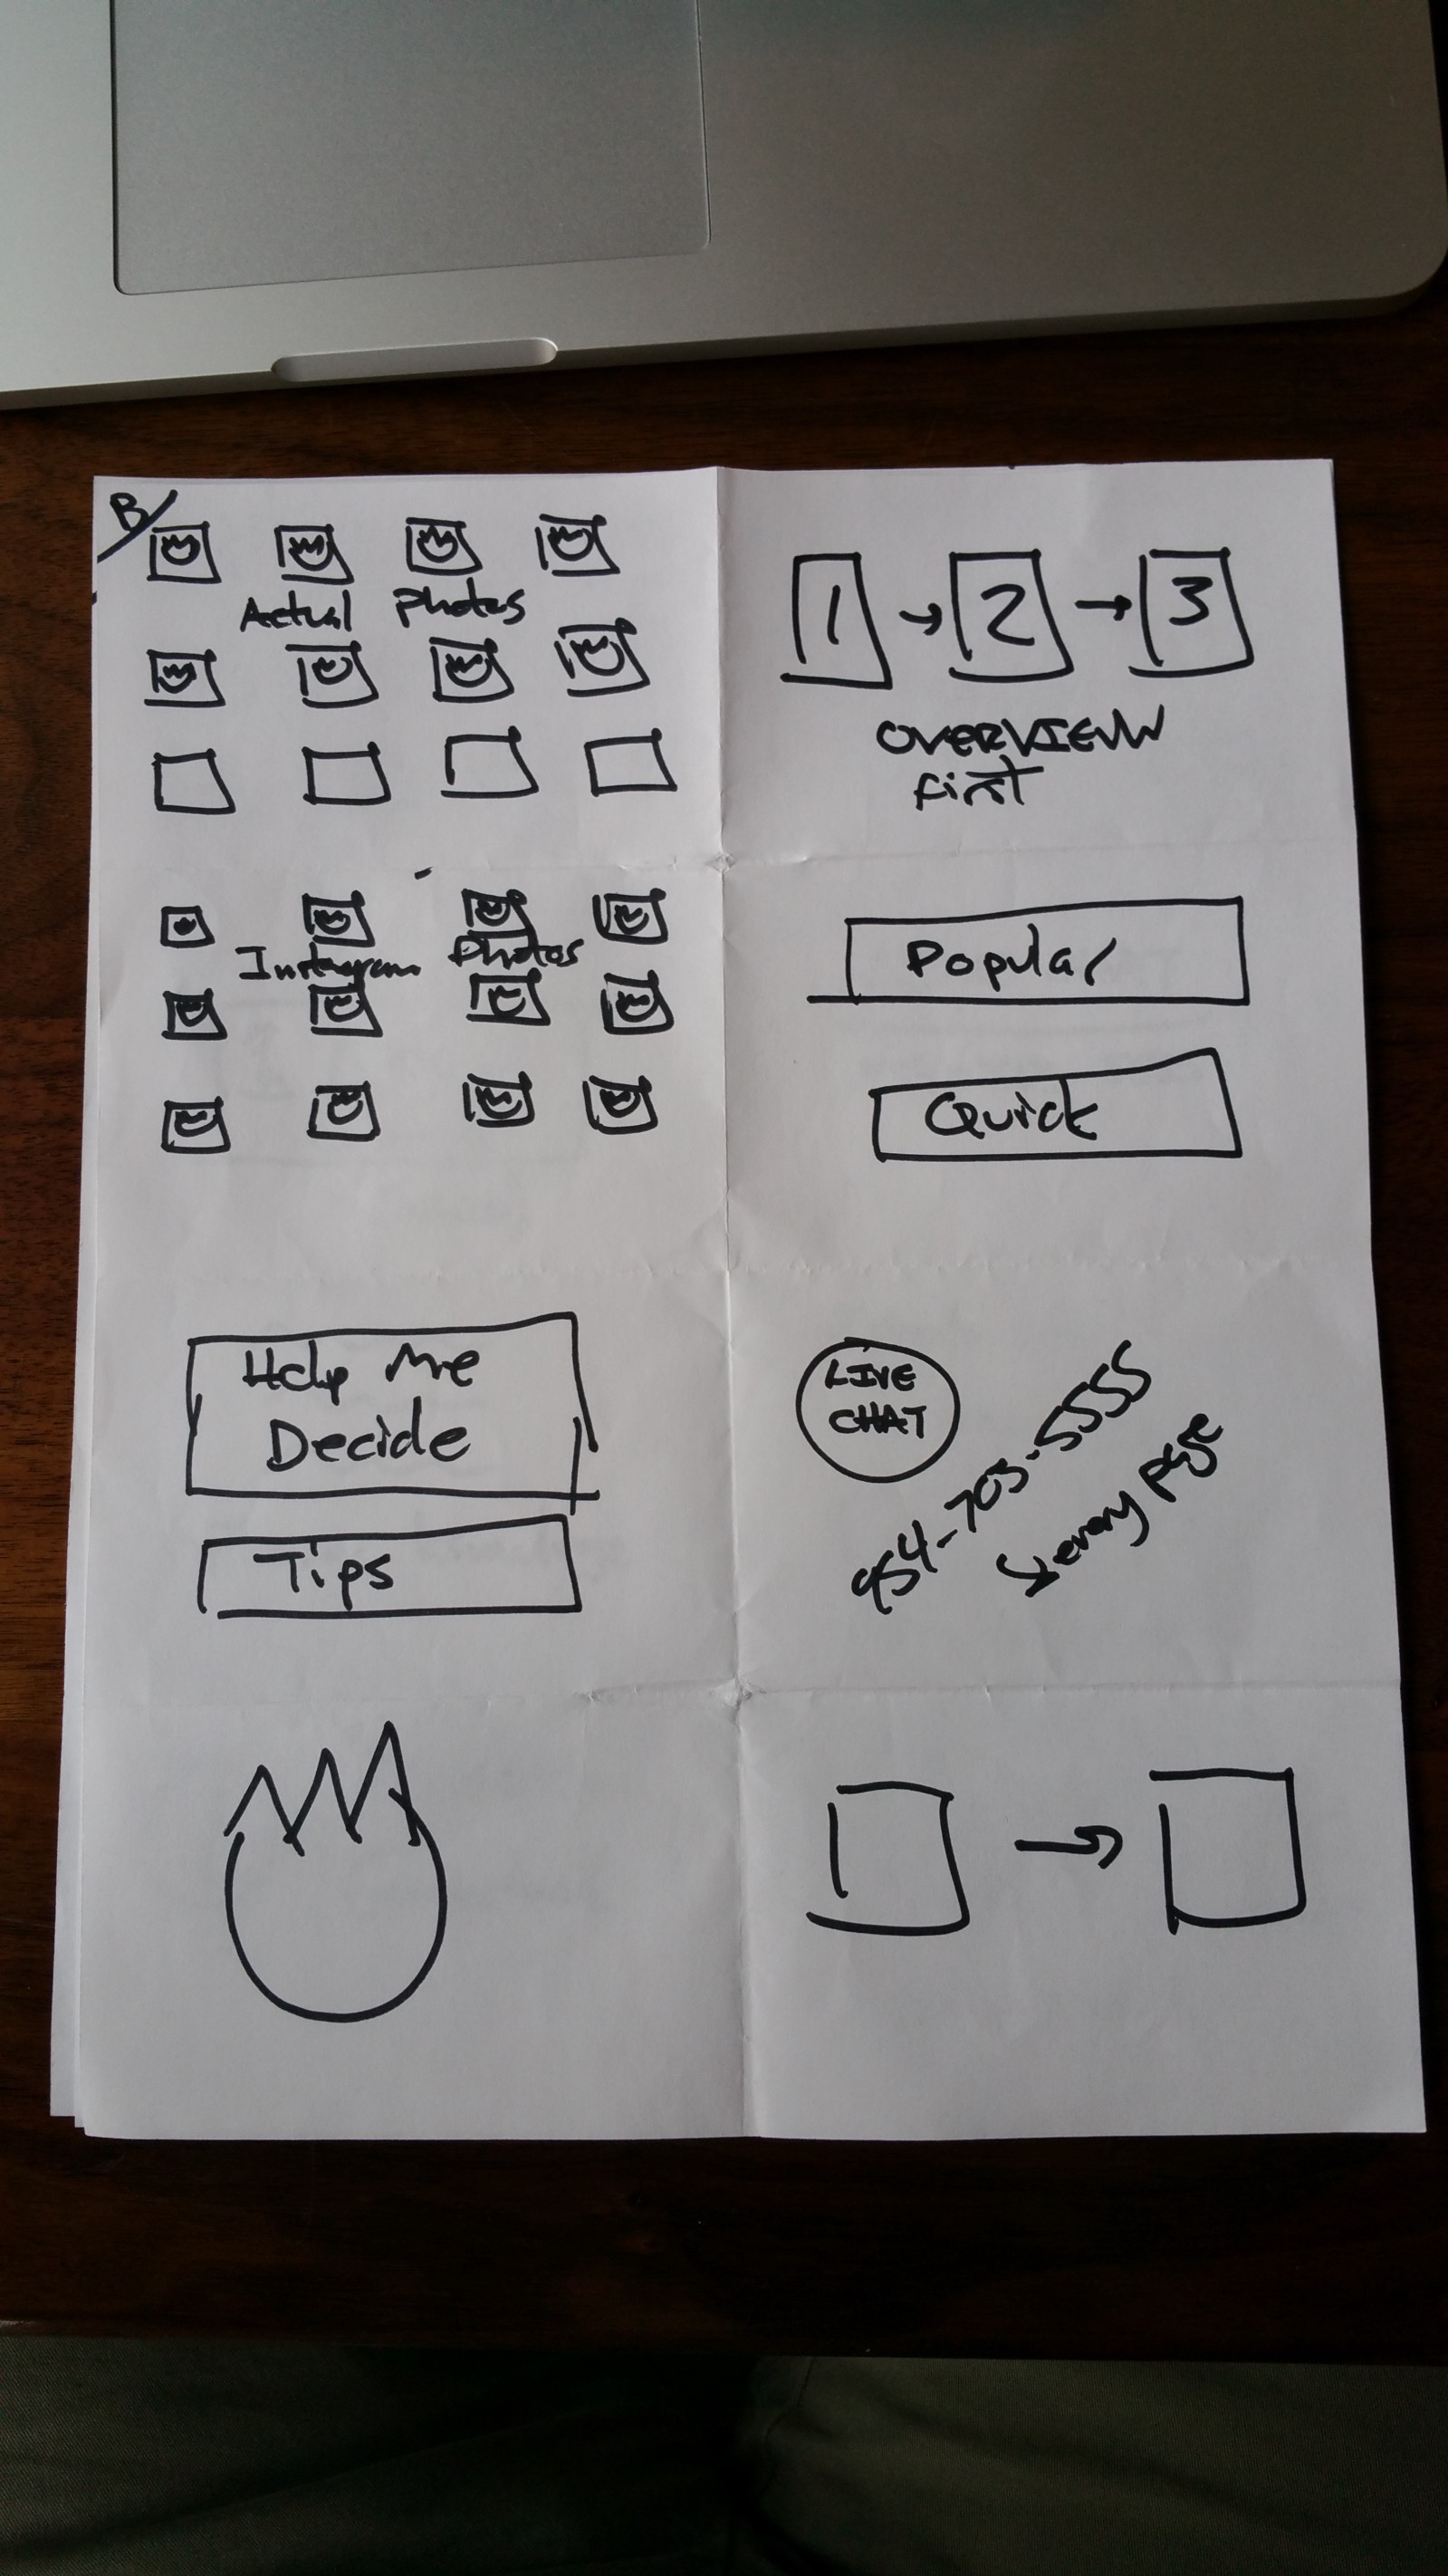 B/
Actual Photos
1 → 2 → 3
OVERVIEW
first
Instagram Photos
Popular
Quick
Help Me
Decide
Tips
LIVE
CHAT
954-703-5555
↳ every page